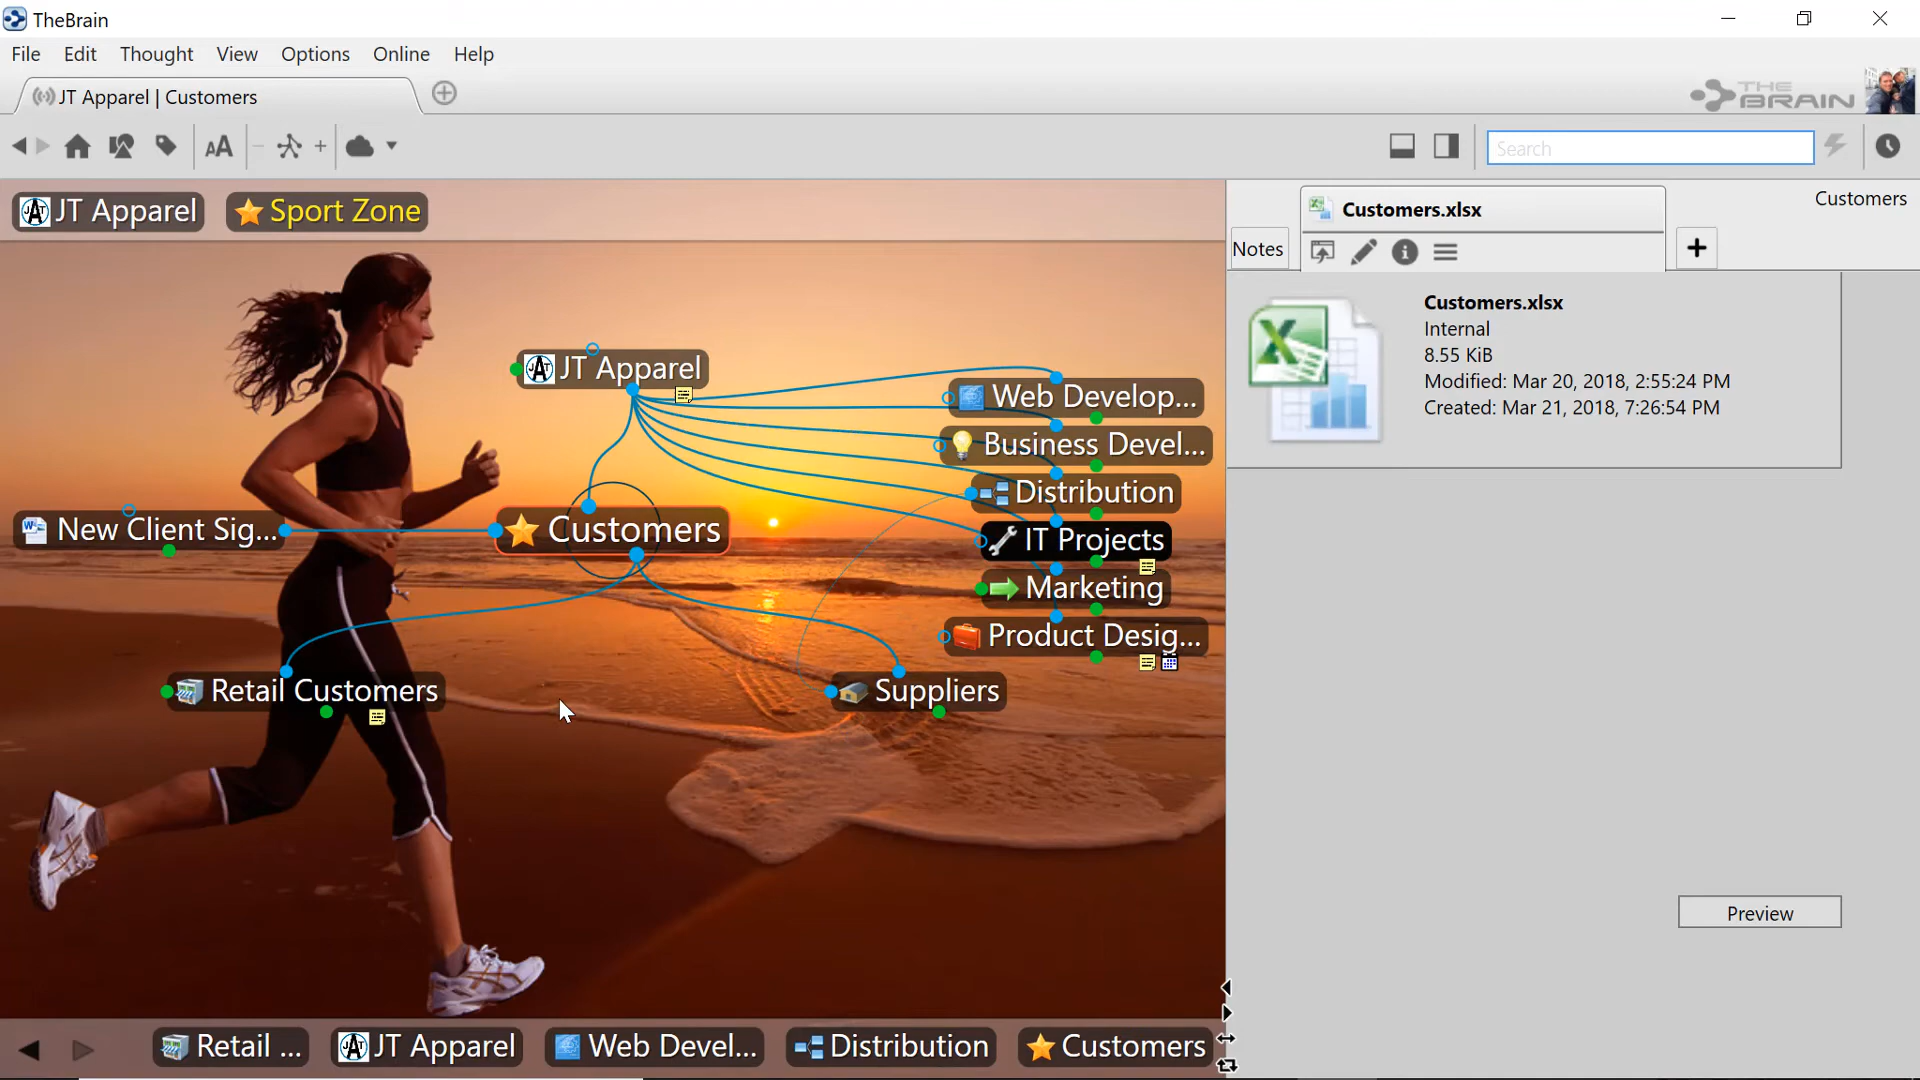 TheBrain
File Edit Thought View Options Online Help
JT Apparel | Customers
THE BRAIN
AA
Search
JT Apparel
Sport Zone
Customers.xlsx
Customers
Notes
Customers.xlsx
Internal
8.55 KiB
Modified: Mar 20, 2018, 2:55:24 PM
Created: Mar 21, 2018, 7:26:54 PM
JT Apparel
Web Develop...
Business Devel...
Distribution
New Client Sig...
Customers
IT Projects
Marketing
Product Desig...
Retail Customers
Suppliers
Preview
Retail ...
JT Apparel
Web Devel...
Distribution
Customers